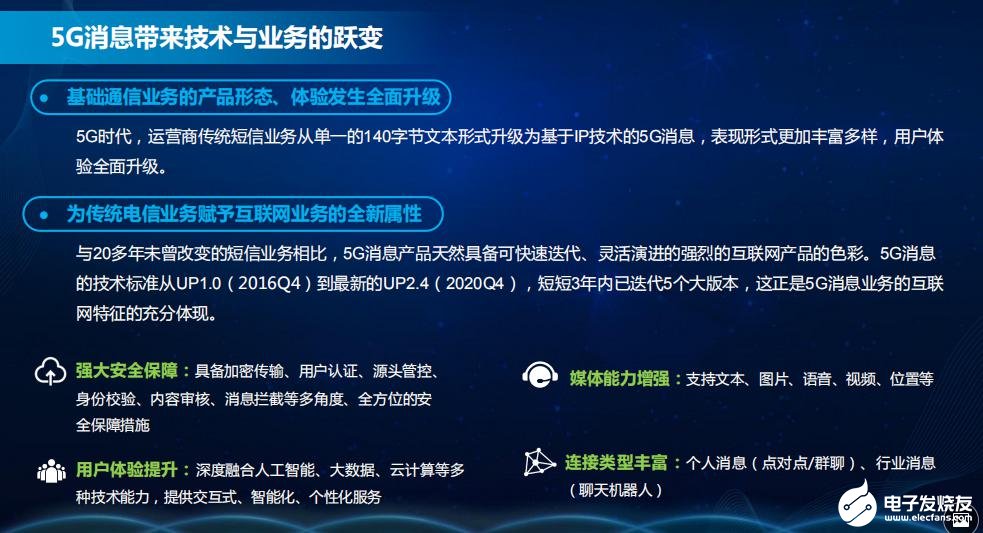 5G消息带来技术与业务的跃变
● 基础通信业务的产品形态、体验发生全面升级
5G时代，运营商传统短信业务从单一的140字节文本形式升级为基于IP技术的5G消息，表现形式更加丰富多样，用户体
验全面升级。
● 为传统电信业务赋予互联网业务的全新属性
与20多年未曾改变的短信业务相比，5G消息产品天然具备可快速迭代、灵活演进的强烈的互联网产品的色彩。5G消息
的技术标准从UP1.0（2016Q4）到最新的UP2.4（2020Q4），短短3年内已迭代5个大版本，这正是5G消息业务的互联
网特征的充分体现。
强大安全保障：具备加密传输、用户认证、源头管控、
身份校验、内容审核、消息拦截等多角度、全方位的安
全保障措施
媒体能力增强：支持文本、图片、语音、视频、位置等
用户体验提升：深度融合人工智能、大数据、云计算等多
种技术能力，提供交互式、智能化、个性化服务
连接类型丰富：个人消息（点对点/群聊）、行业消息
（聊天机器人）
电子发烧友
www.elecfans.com